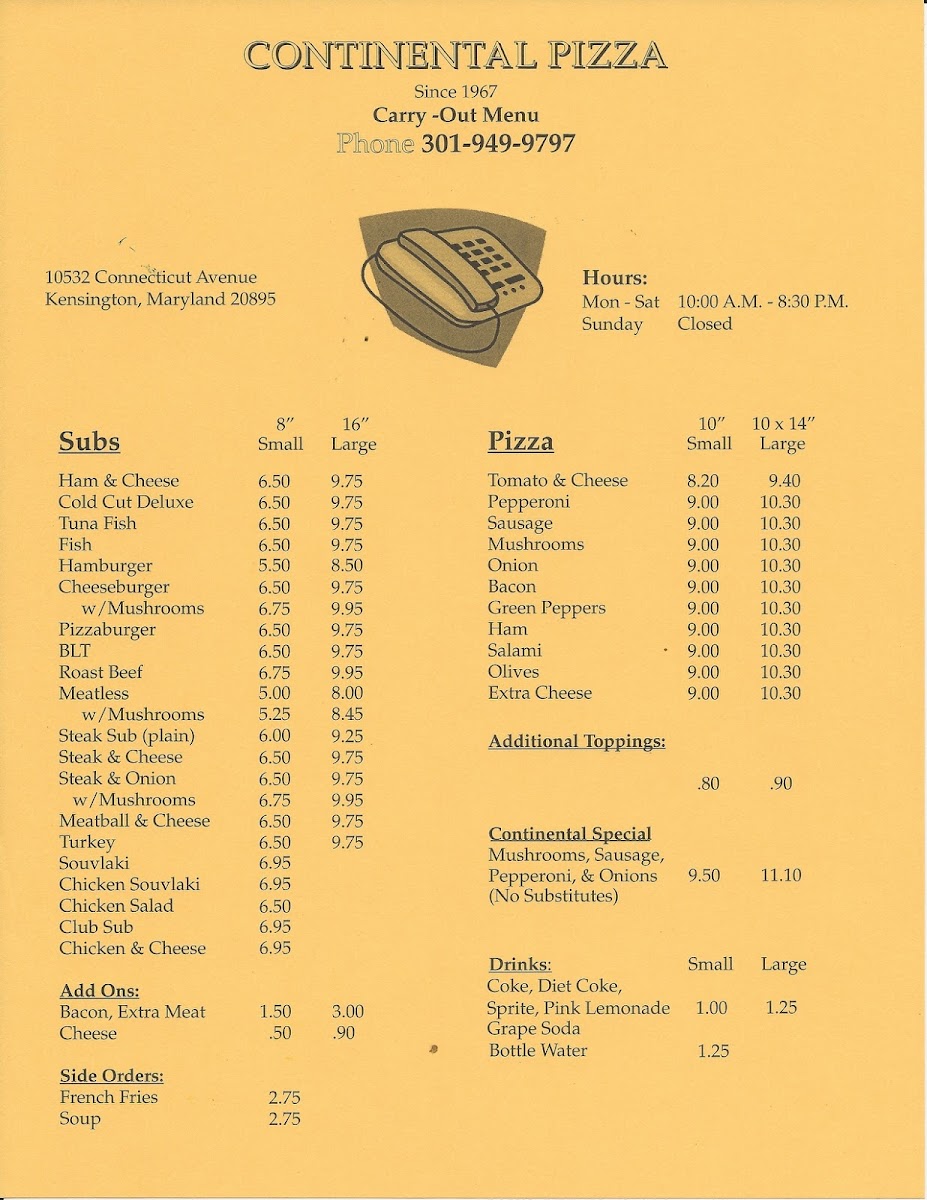 CONTINENTAL PIZZA
Since 1967
Carry -Out Menu
Phone 301-949-9797
10532 Connecticut Avenue
Kensington, Maryland 20895
Hours:
Mon - Sat 10:00 A.M. - 8:30 P.M.
Sunday Closed
8" 16"
Subs Small Large
Ham & Cheese 6.50 9.75
Cold Cut Deluxe 6.50 9.75
Tuna Fish 6.50 9.75
Fish 6.50 9.75
Hamburger 5.50 8.50
Cheeseburger 6.50 9.75
w/Mushrooms 6.75 9.95
Pizzaburger 6.50 9.75
BLT 6.50 9.75
Roast Beef 6.75 9.95
Meatless 5.00 8.00
w/Mushrooms 5.25 8.45
Steak Sub (plain) 6.00 9.25
Steak & Cheese 6.50 9.75
Steak & Onion 6.50 9.75
w/Mushrooms 6.75 9.95
Meatball & Cheese 6.50 9.75
Turkey 6.50 9.75
Souvlaki 6.95
Chicken Souvlaki 6.95
Chicken Salad 6.50
Club Sub 6.95
Chicken & Cheese 6.95
Add Ons:
Bacon, Extra Meat 1.50 3.00
Cheese .50 .90
Side Orders:
French Fries 2.75
Soup 2.75
10" 10 x 14"
Pizza Small Large
Tomato & Cheese 8.20 9.40
Pepperoni 9.00 10.30
Sausage 9.00 10.30
Mushrooms 9.00 10.30
Onion 9.00 10.30
Bacon 9.00 10.30
Green Peppers 9.00 10.30
Ham 9.00 10.30
Salami 9.00 10.30
Olives 9.00 10.30
Extra Cheese 9.00 10.30
Additional Toppings:
.80 .90
Continental Special
Mushrooms, Sausage,
Pepperoni, & Onions 9.50 11.10
(No Substitutes)
Drinks: Small Large
Coke, Diet Coke,
Sprite, Pink Lemonade 1.00 1.25
Grape Soda
Bottle Water 1.25